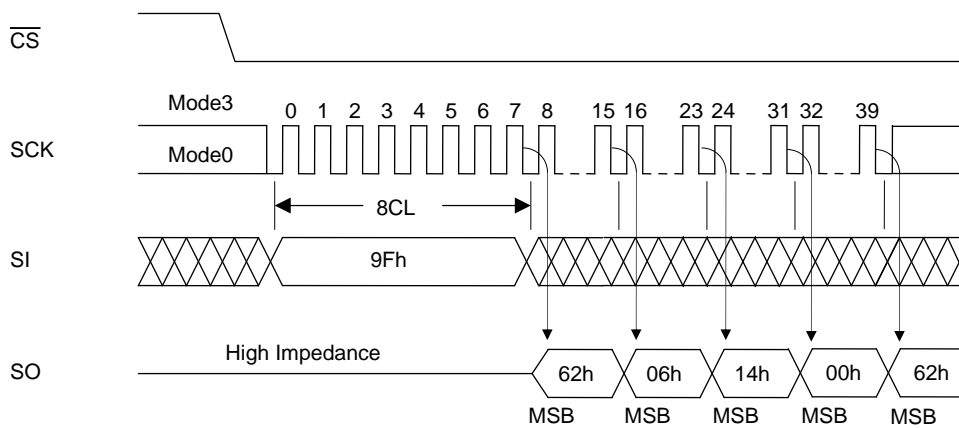 CS
Mode3
0 1 2 3 4 5 6 7 8 15 16 23 24 31 32 39
SCK
Mode0
8CL
SI
9Fh
High Impedance
SO
62h 06h 14h 00h 62h
MSB MSB MSB MSB MSB